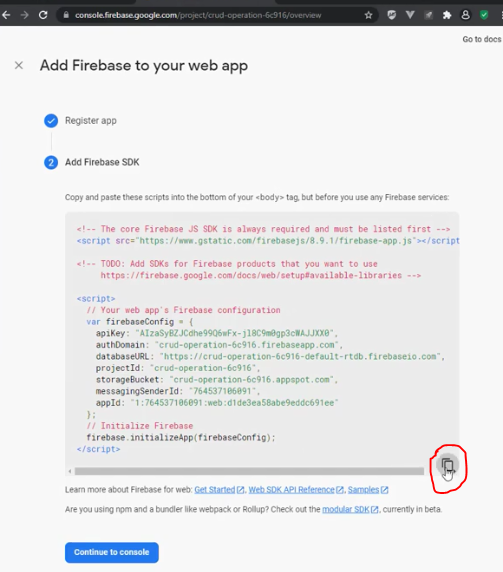 console.firebase.google.com/project/crud-operation-6c916/overview
Go to docs
Add Firebase to your web app
Register app
2 Add Firebase SDK
Copy and paste these scripts into the bottom of your <body> tag, but before you use any Firebase services:
<!-- The core Firebase JS SDK is always required and must be listed first -->
<script src="https://www.gstatic.com/firebasejs/8.9.1/firebase-app.js"></script
<!-- TODO: Add SDKs for Firebase products that you want to use
https://firebase.google.com/docs/web/setup#available-libraries -->
<script>
// Your web app's Firebase configuration
var firebaseConfig = {
apiKey: "AIzaSyBZJCdhe99Q6wFx-jl8C9m0gp3cWAJJXX0",
authDomain: "crud-operation-6c916.firebaseapp.com",
databaseURL: "https://crud-operation-6c916-default-rtdb.firebaseio.com",
projectId: "crud-operation-6c916",
storageBucket: "crud-operation-6c916.appspot.com",
messagingSenderId: "764537106091",
appId: "1:764537106091:web:d1de3ea58abe9eddc691ee"
};
// Initialize Firebase
firebase.initializeApp(firebaseConfig);
</script>
Learn more about Firebase for web: Get Started, Web SDK API Reference, Samples
Are you using npm and a bundler like webpack or Rollup? Check out the modular SDK, currently in beta.
Continue to console